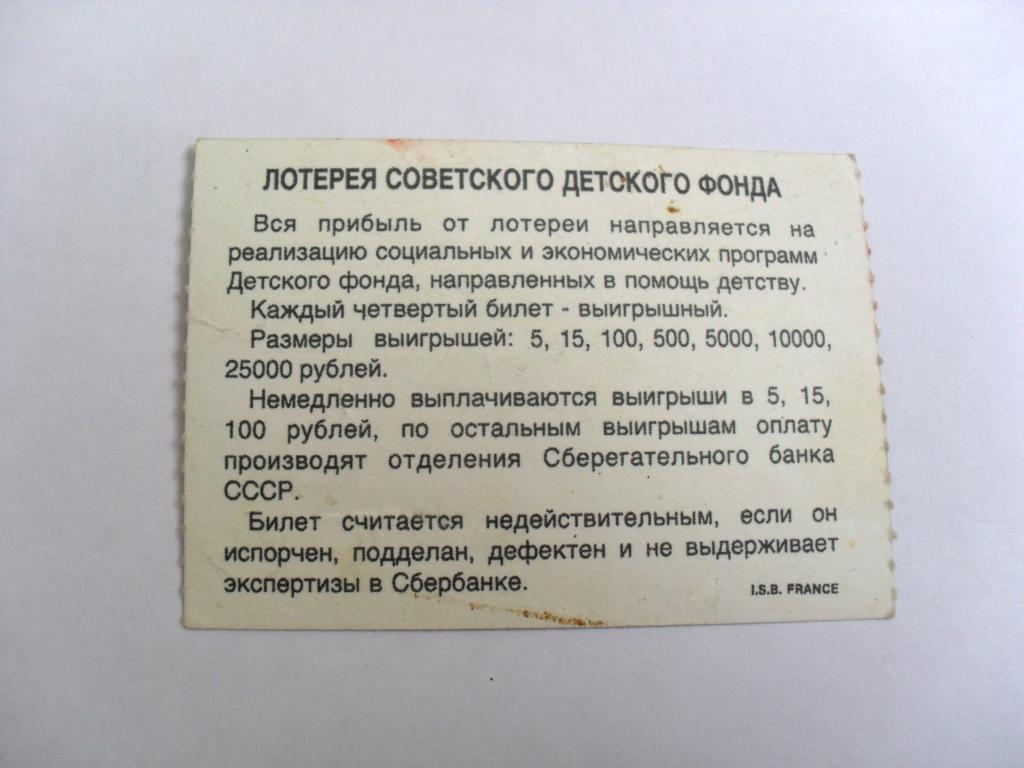 ЛОТЕРЕЯ СОВЕТСКОГО ДЕТСКОГО ФОНДА
Вся прибыль от лотереи направляется на
реализацию социальных и экономических программ
Детского фонда, направленных в помощь детству.
Каждый четвертый билет - выигрышный.
Размеры выигрышей: 5, 15, 100, 500, 5000, 10000,
25000 рублей.
Немедленно выплачиваются выигрыши в 5, 15,
100 рублей, по остальным выигрышам оплату
производят отделения Сберегательного банка
СССР.
Билет считается недействительным, если он
испорчен, подделан, дефектен и не выдерживает
экспертизы в Сбербанке.
I.S.B. FRANCE